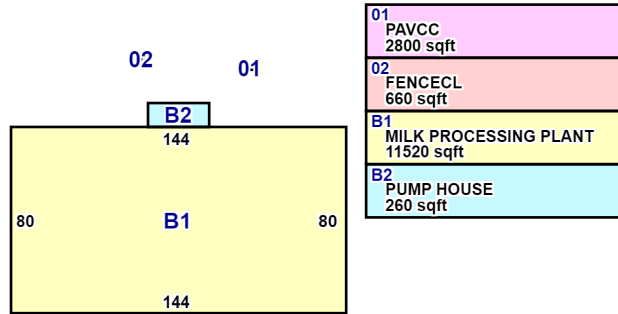 02
01
B2
144
80
B1
80
144
01
PAVCC
2800 sqft
02
FENCECL
660 sqft
B1
MILK PROCESSING PLANT
11520 sqft
B2
PUMP HOUSE
260 sqft